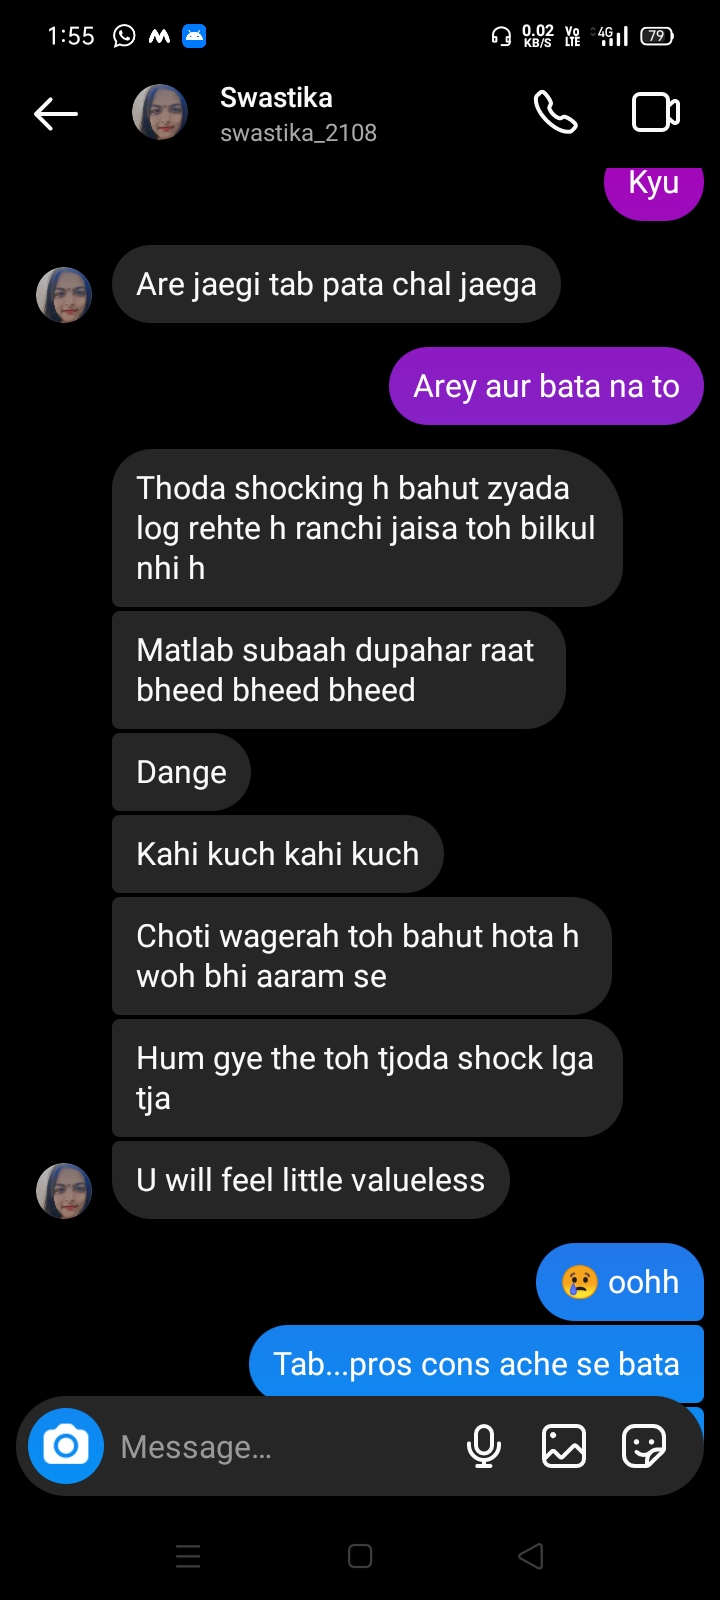 1:55
0.02
KB/S
Vo
LTE
4G
79
Swastika
swastika_2108
Kyu
Are jaegi tab pata chal jaega
Arey aur bata na to
Thoda shocking h bahut zyada
log rehte h ranchi jaisa toh bilkul
nhi h
Matlab subaah dupahar raat
bheed bheed bheed
Dange
Kahi kuch kahi kuch
Choti wagerah toh bahut hota h
woh bhi aaram se
Hum gye the toh tjoda shock lga
tja
U will feel little valueless
😢 oohh
Tab...pros cons ache se bata
Message...